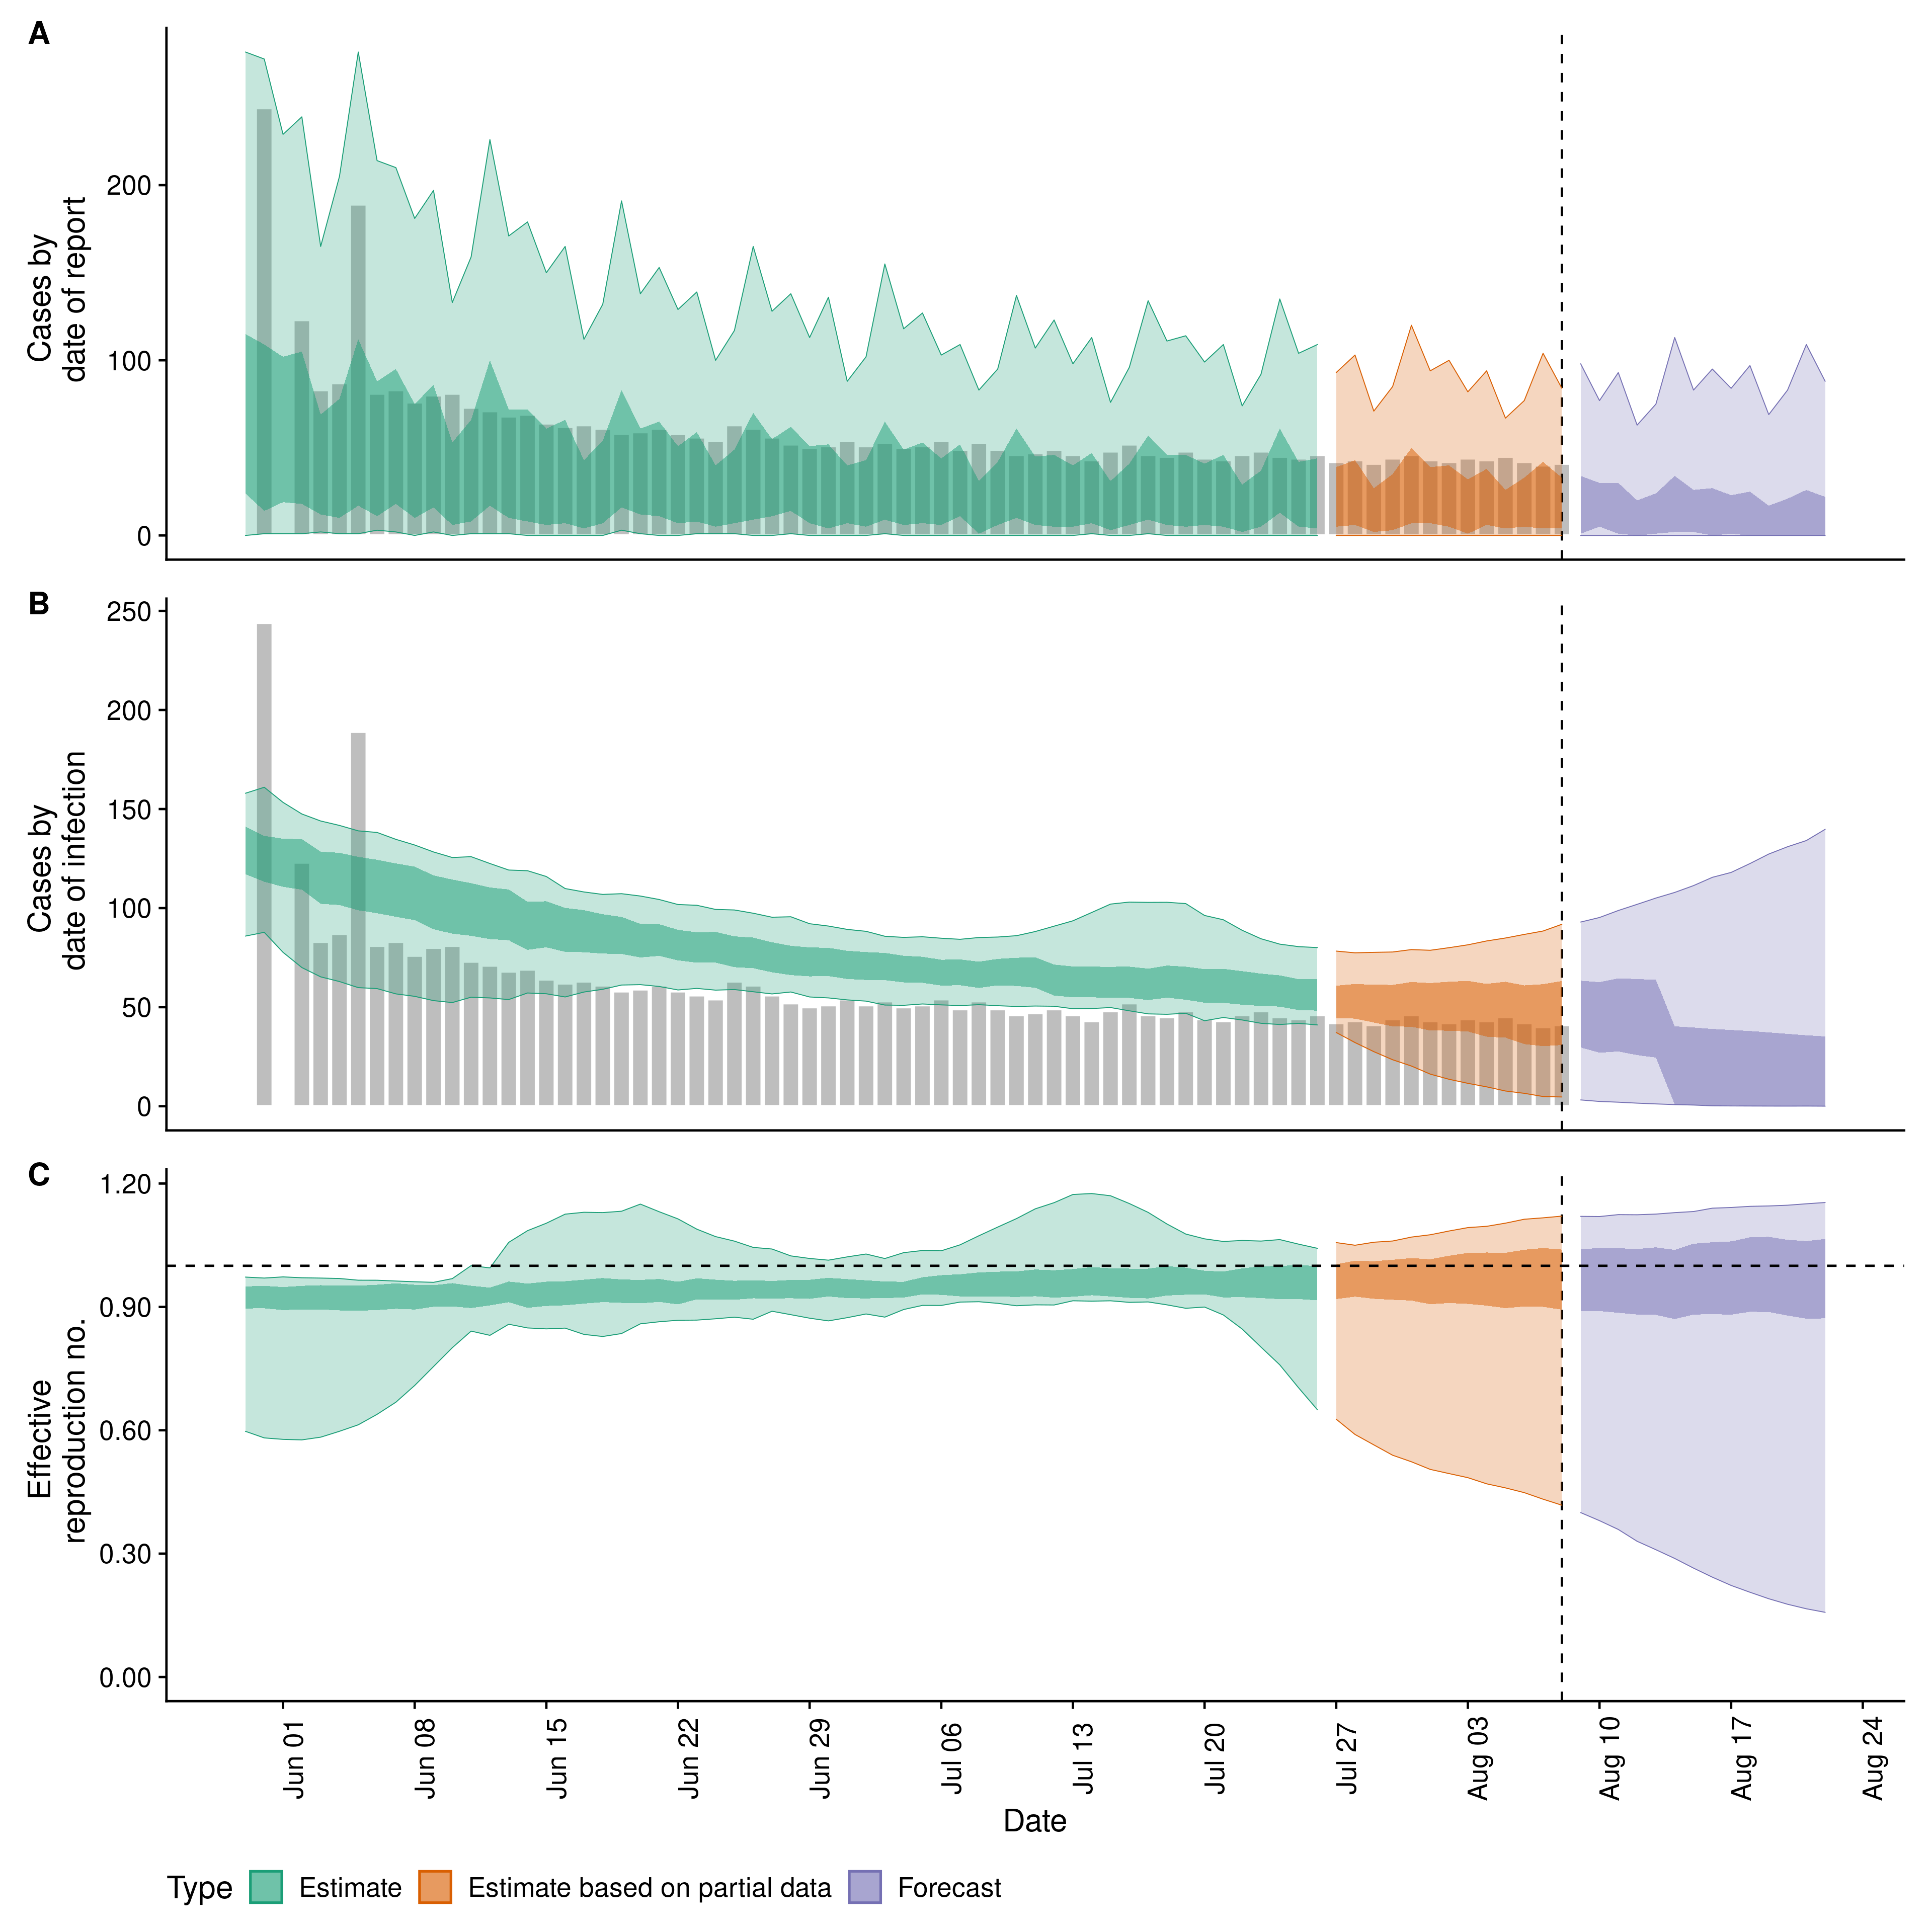 A
Cases by
date of report
200
100
0
B
Cases by
date of infection
250
200
150
100
50
0
C
Effective
reproduction no.
1.20
0.90
0.60
0.30
0.00
Jun 01
Jun 08
Jun 15
Jun 22
Jun 29
Jul 06
Jul 13
Jul 20
Jul 27
Aug 03
Aug 10
Aug 17
Aug 24
Date
Type Estimate Estimate based on partial data Forecast